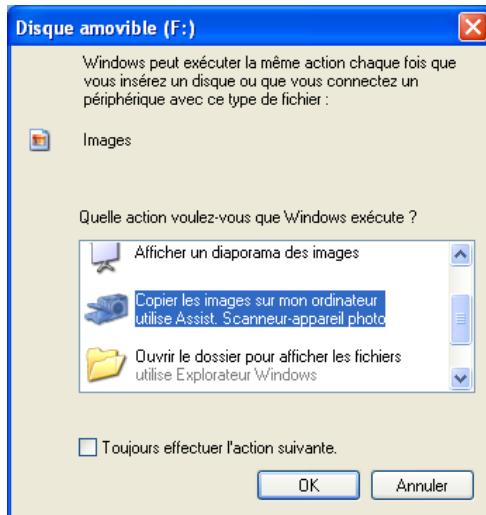 Disque amovible (F:)
Windows peut exécuter la même action chaque fois que
vous insérez un disque ou que vous connectez un
périphérique avec ce type de fichier :
Images
Quelle action voulez-vous que Windows exécute ?
Afficher un diaporama des images
Copier les images sur mon ordinateur
utilise Assist. Scanneur-appareil photo
Ouvrir le dossier pour afficher les fichiers
utilise Explorateur Windows
Toujours effectuer l'action suivante.
OK
Annuler